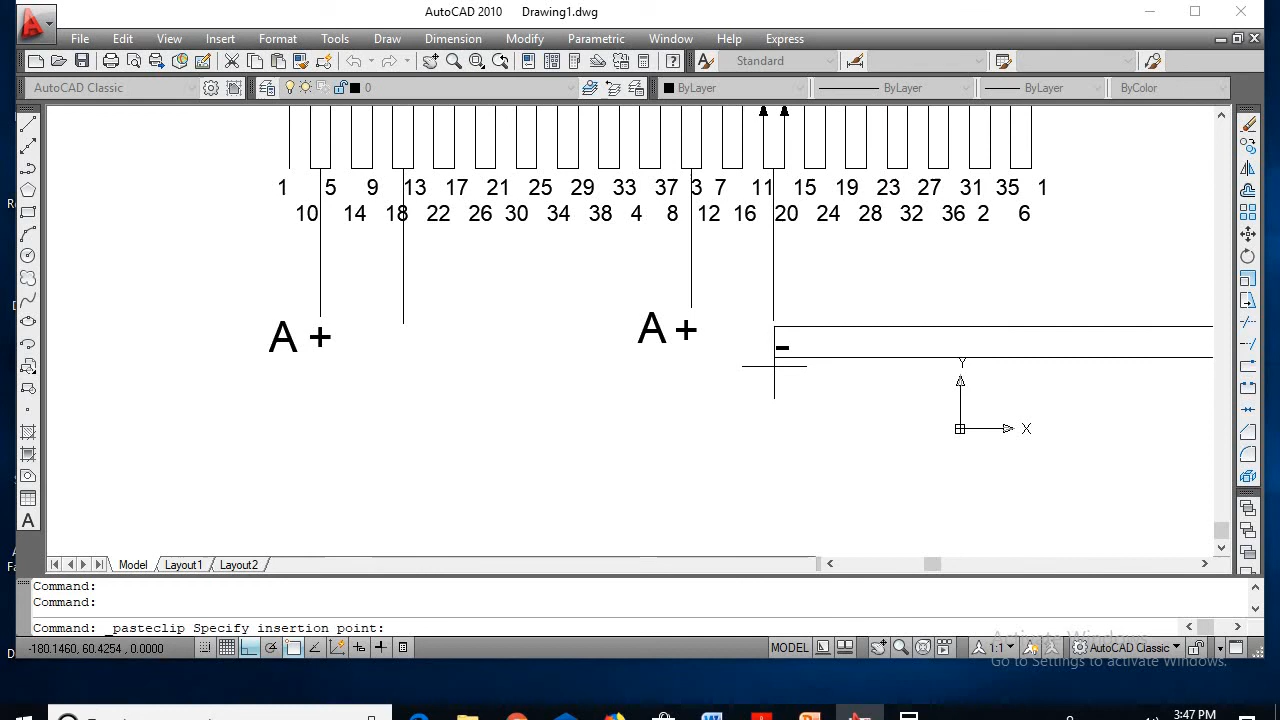 AutoCAD 2010 Drawing1.dwg
File Edit View Insert Format Tools Draw Dimension Modify Parametric Window Help Express
Standard
AutoCAD Classic 0 ByLayer ByLayer ByLayer ByColor
1 5 9 13 17 21 25 29 33 37 3 7 11 15 19 23 27 31 35 1
10 14 18 22 26 30 34 38 4 8 12 16 20 24 28 32 36 2 6
A + A + -
Y
X
Model Layout1 Layout2
Command:
Command:
Command: _pasteclip Specify insertion point:
-180.1460, 60.4254 , 0.0000 MODEL 1:1 AutoCAD Classic
Activate Windows
Go to Settings to activate Windows.
3:47 PM